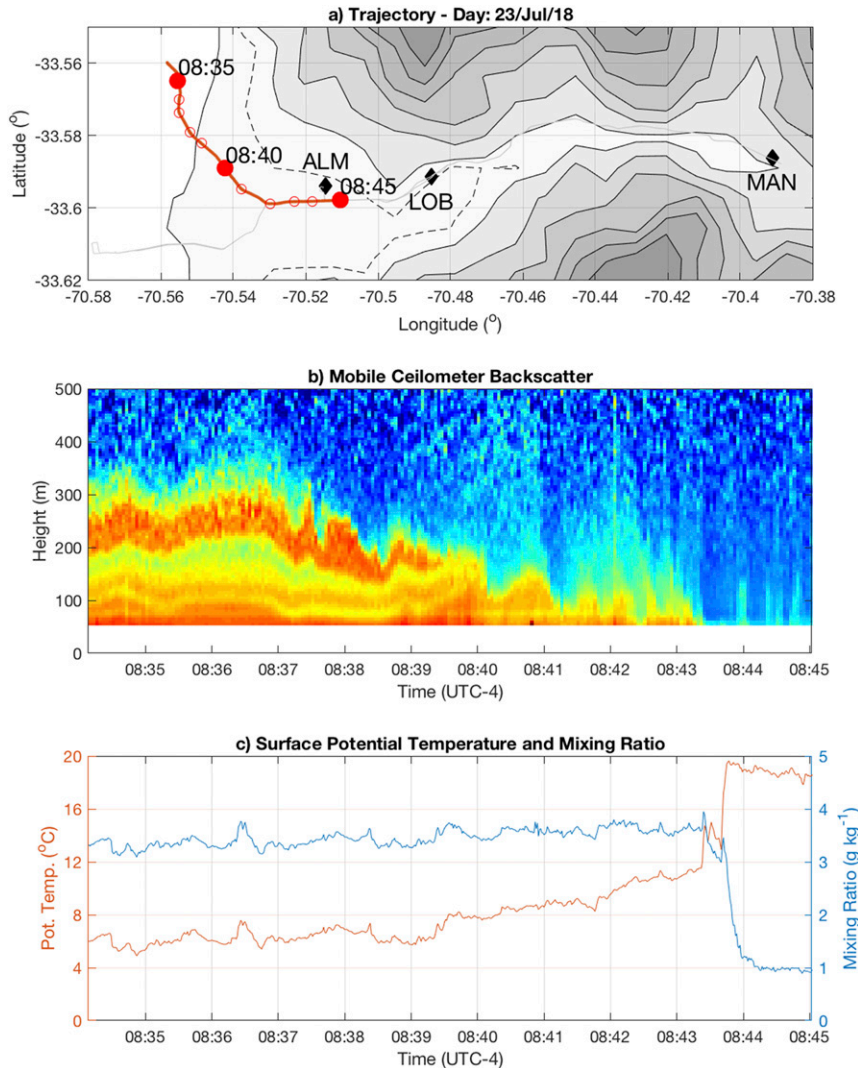 a) Trajectory - Day: 23/Jul/18
-33.56
-33.58
-33.6
-33.62
Latitude (°)
08:35
08:40
ALM
08:45
LOB
MAN
-70.58 -70.56 -70.54 -70.52 -70.5 -70.48 -70.46 -70.44 -70.42 -70.4 -70.38
Longitude (°)
b) Mobile Ceilometer Backscatter
500
400
300
200
100
0
Height (m)
08:35 08:36 08:37 08:38 08:39 08:40 08:41 08:42 08:43 08:44 08:45
Time (UTC-4)
c) Surface Potential Temperature and Mixing Ratio
20
16
12
8
4
0
Pot. Temp. (°C)
5
4
3
2
1
0
Mixing Ratio (g kg-1)
08:35 08:36 08:37 08:38 08:39 08:40 08:41 08:42 08:43 08:44 08:45
Time (UTC-4)